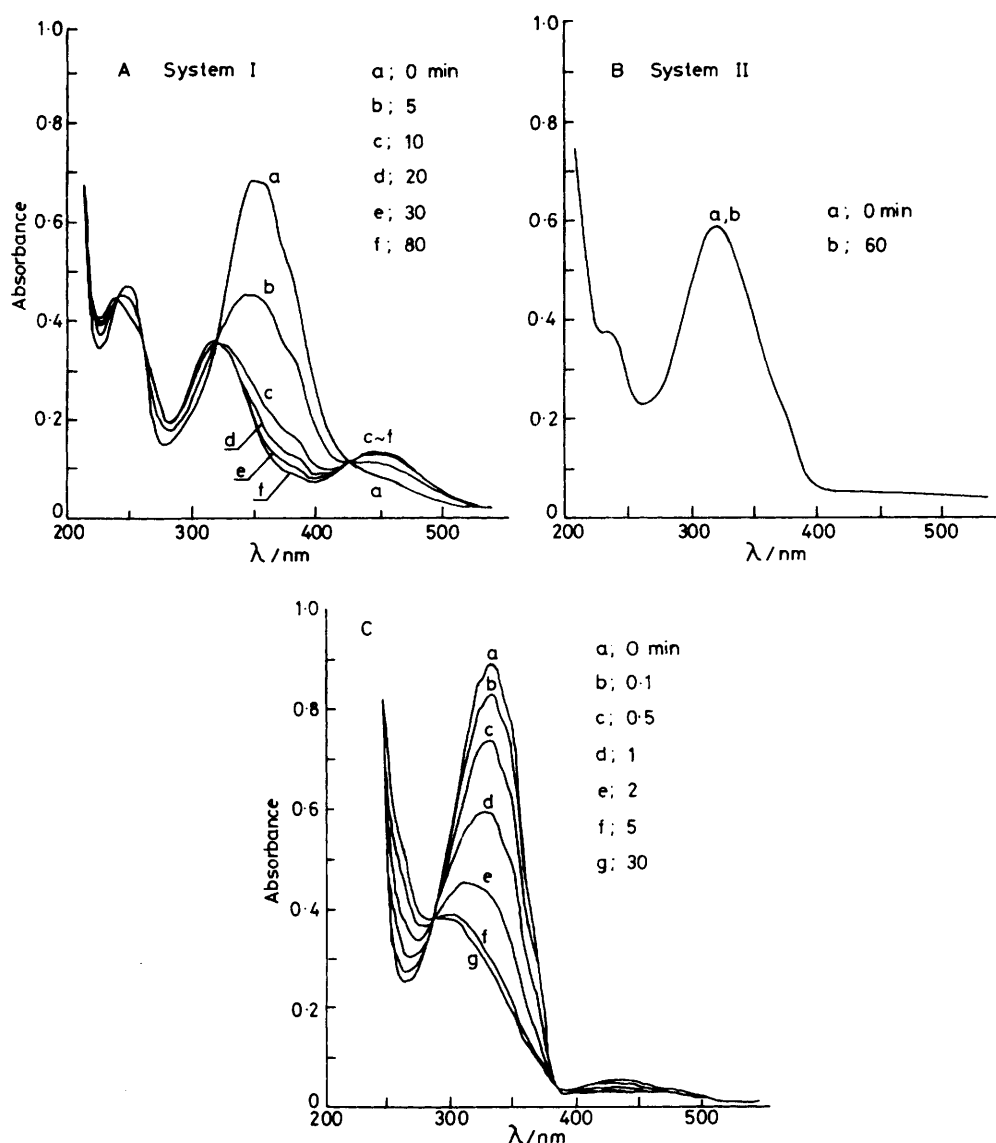 A System I
a; 0 min
b; 5
c; 10
d; 20
e; 30
f; 80
1·0
0·8
0·6
0·4
0·2
0
Absorbance
a
b
c
d
e
f
c~f
a
200 300 400 500
λ/nm
B System II
a; 0 min
b; 60
1·0
0·8
0·6
0·4
0·2
0
a,b
200 300 400 500
λ/nm
C
a; 0 min
b; 0·1
c; 0·5
d; 1
e; 2
f; 5
g; 30
1·0
0·8
0·6
0·4
0·2
0
Absorbance
a
b
c
d
e
f
g
200 300 400 500
λ/nm